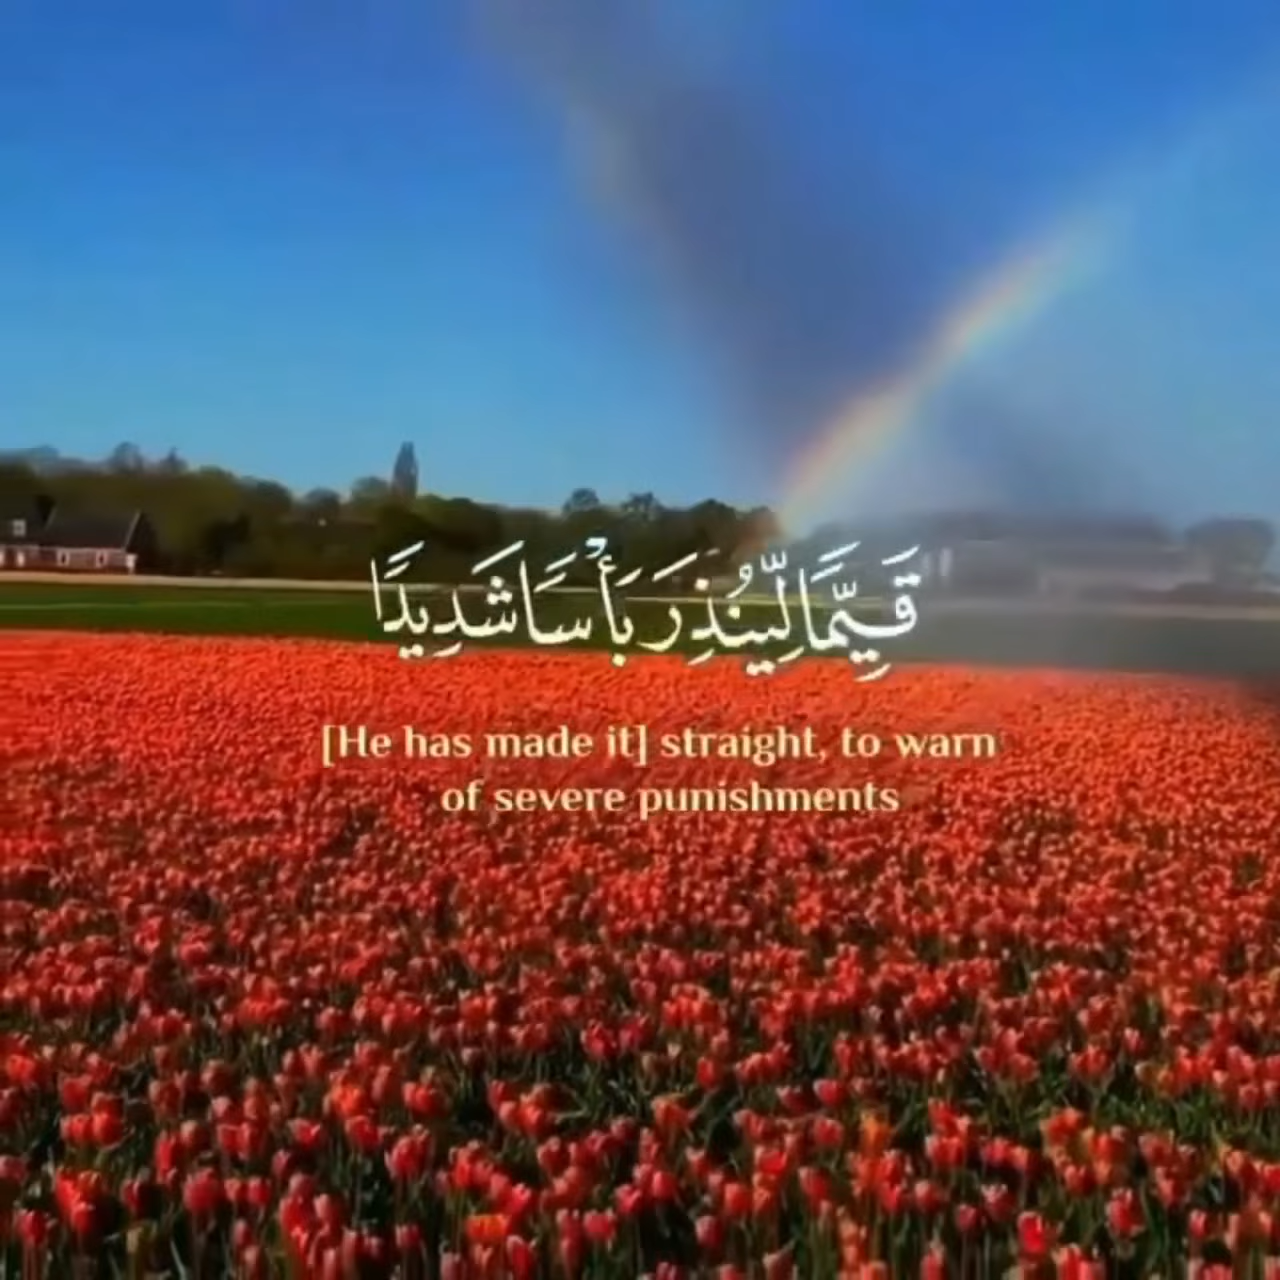 قَيِّمًا لِّيُنذِرَ بَأْسًا شَدِيدًا
[He has made it] straight, to warn
of severe punishments